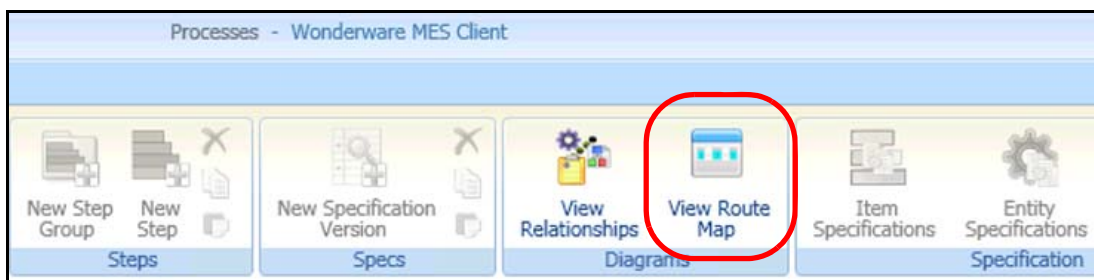 Processes - Wonderware MES Client
New Step Group
New Step
New Specification Version
View Relationships
View Route Map
Item Specifications
Entity Specifications
Steps
Specs
Diagrams
Specification